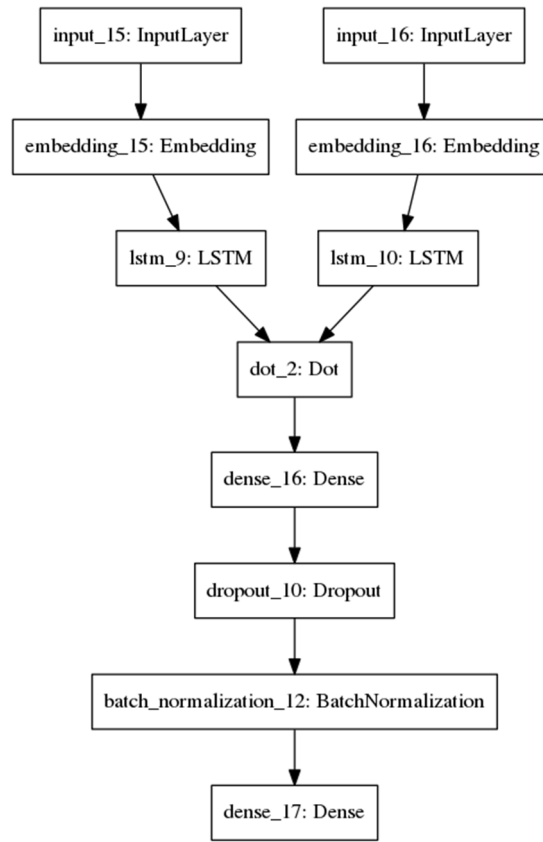 input_15: InputLayer
input_16: InputLayer
embedding_15: Embedding
embedding_16: Embedding
lstm_9: LSTM
lstm_10: LSTM
dot_2: Dot
dense_16: Dense
dropout_10: Dropout
batch_normalization_12: BatchNormalization
dense_17: Dense